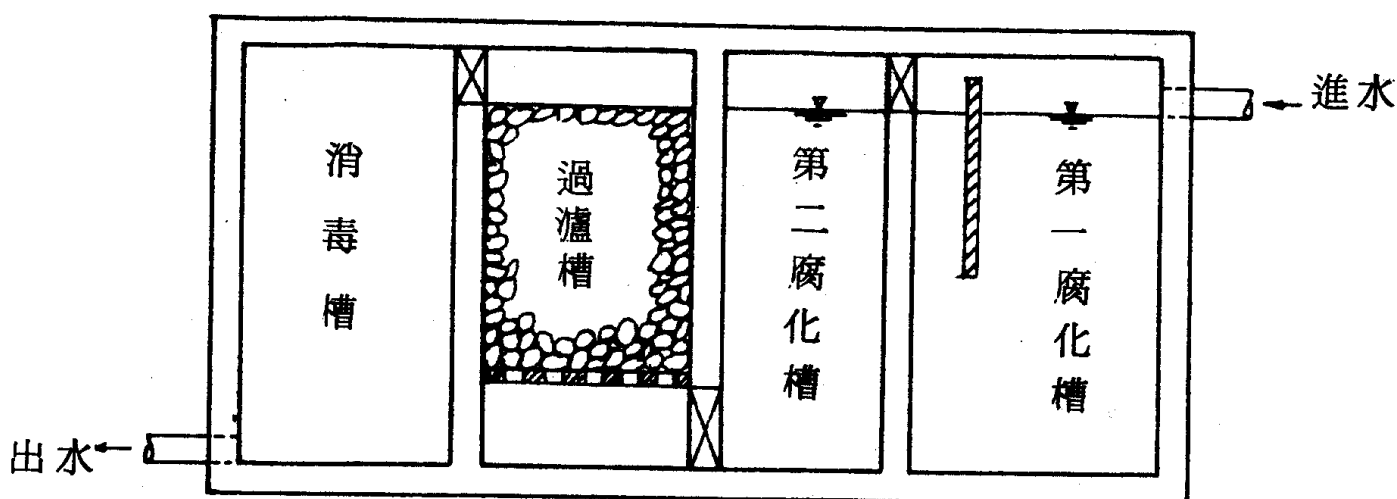 進水
第一腐化槽
第二腐化槽
過濾槽
消毒槽
出水